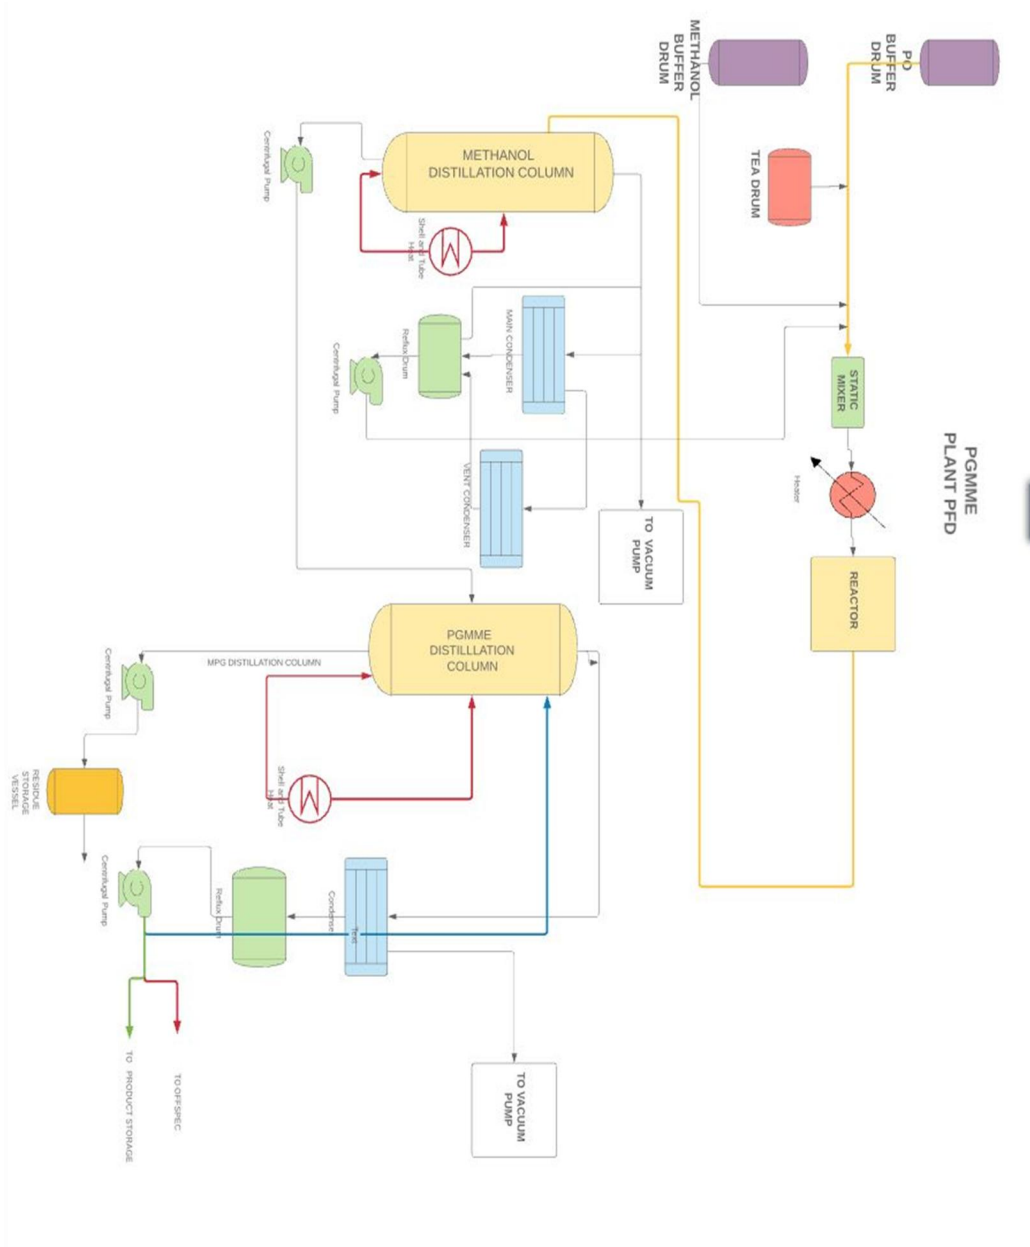 PGMME
PLANT PFD
PO
BUFFER
DRUM
METHANOL
BUFFER
DRUM
TEA DRUM
STATIC
MIXER
Heater
REACTOR
METHANOL
DISTILLATION COLUMN
Centrifugal Pump
Shell and Tube
Heat
MAIN CONDENSER
Reflux Drum
Centrifugal Pump
VENT CONDENSER
TO VACUUM
PUMP
PGMME
DISTILLLATION
COLUMN
MPG DISTILLATION COLUMN
Centrifugal Pump
RESIDUE
STORAGE
VESSEL
Shell and Tube
Heat
Condense
Text
Reflux Drum
Centrifugal Pump
TO VACUUM
PUMP
TO OFFSPEC
TO PRODUCT STORAGE